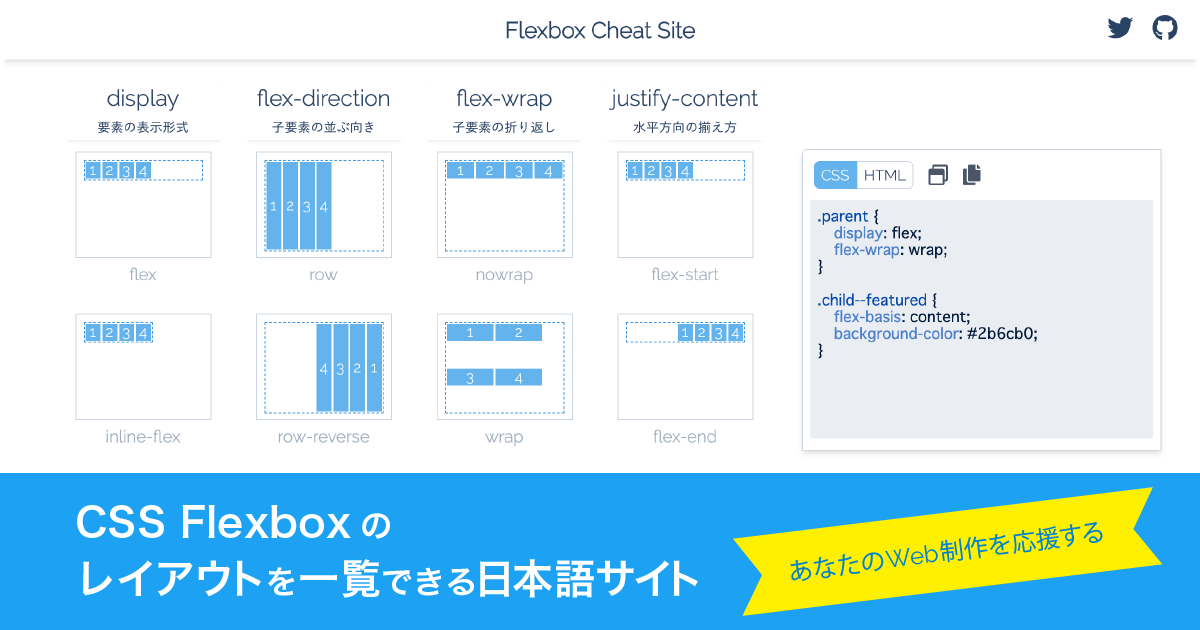 Flexbox Cheat Site
display
要素の表示形式
1 2 3 4
flex
1 2 3 4
inline-flex
flex-direction
子要素の並ぶ向き
1 2 3 4
row
4 3 2 1
row-reverse
flex-wrap
子要素の折り返し
1 2 3 4
nowrap
1 2
3 4
wrap
justify-content
水平方向の揃え方
1 2 3 4
flex-start
1 2 3 4
flex-end
CSS HTML
.parent {
display: flex;
flex-wrap: wrap;
}
.child--featured {
flex-basis: content;
background-color: #2b6cb0;
}
CSS Flexbox の
レイアウトを一覧できる日本語サイト
あなたのWeb制作を応援する